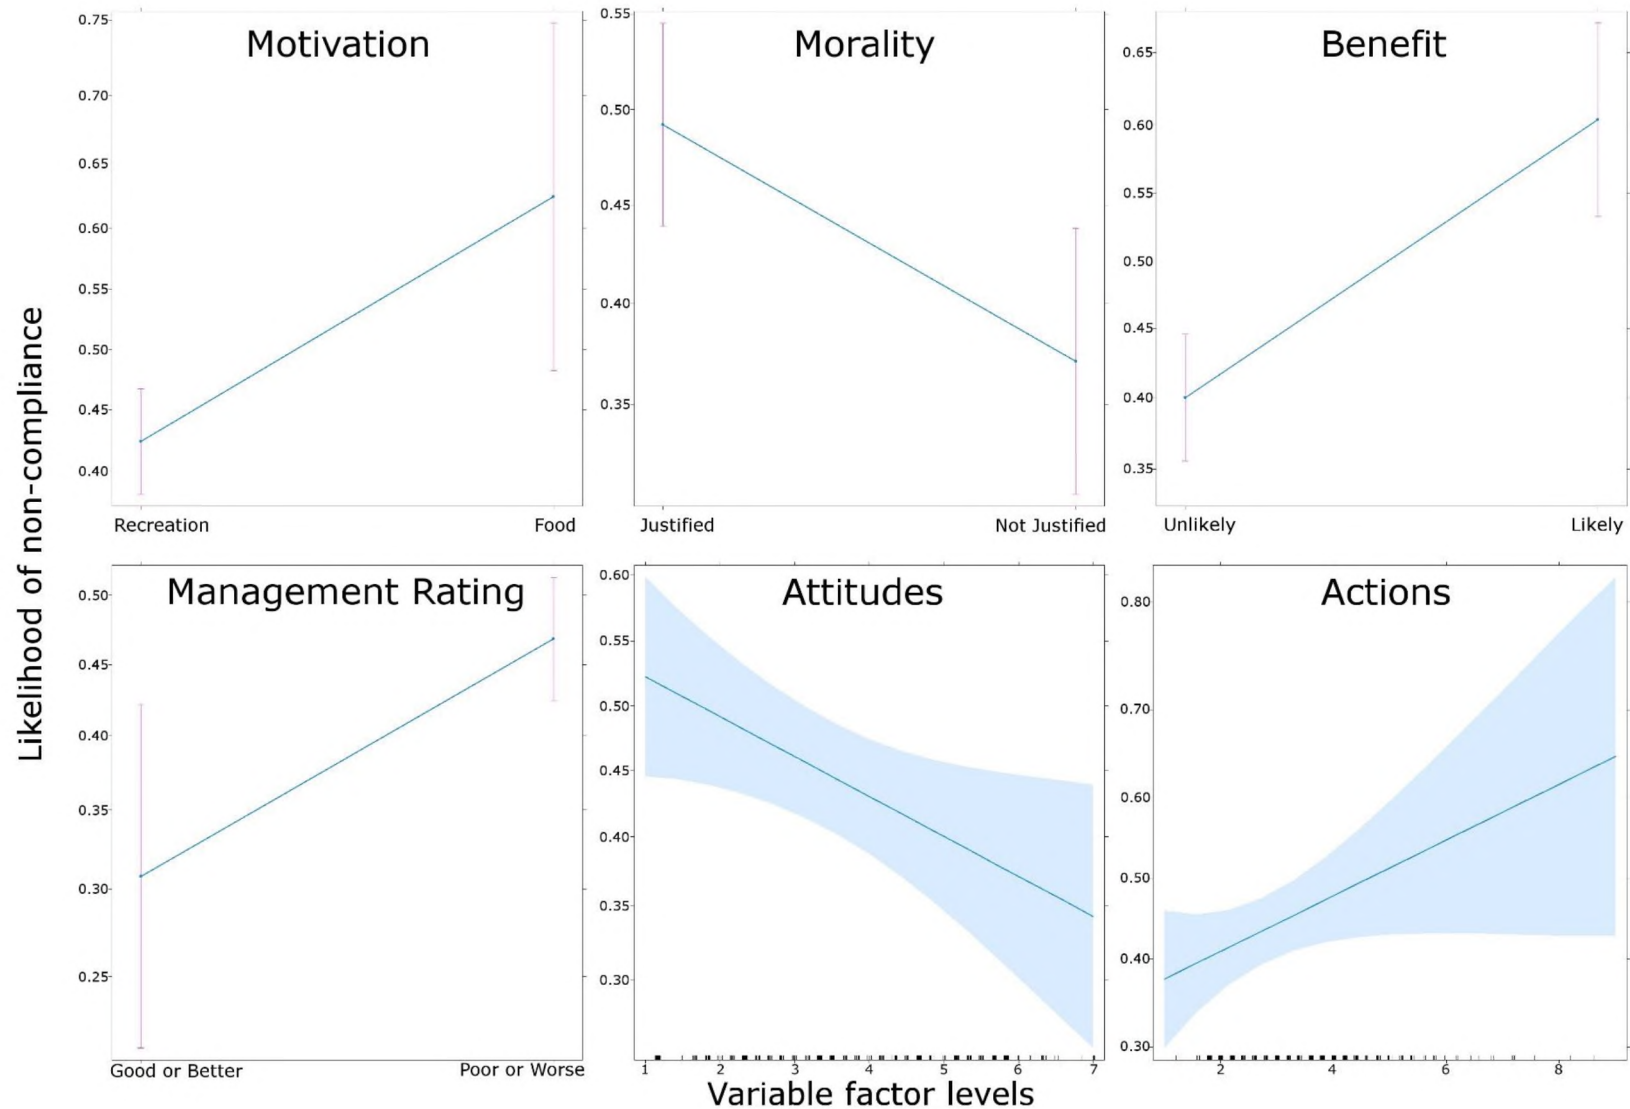 Likelihood of non-compliance
Motivation
0.75
0.70
0.65
0.60
0.55
0.50
0.45
0.40
Recreation Food
Morality
0.55
0.50
0.45
0.40
0.35
Justified Not Justified
Benefit
0.65
0.60
0.55
0.50
0.45
0.40
0.35
Unlikely Likely
Management Rating
0.50
0.45
0.40
0.35
0.30
0.25
Good or Better Poor or Worse
Attitudes
0.60
0.55
0.50
0.45
0.40
0.35
0.30
1 2 3 4 5 6 7
Actions
0.80
0.70
0.60
0.50
0.40
0.30
2 4 6 8
Variable factor levels